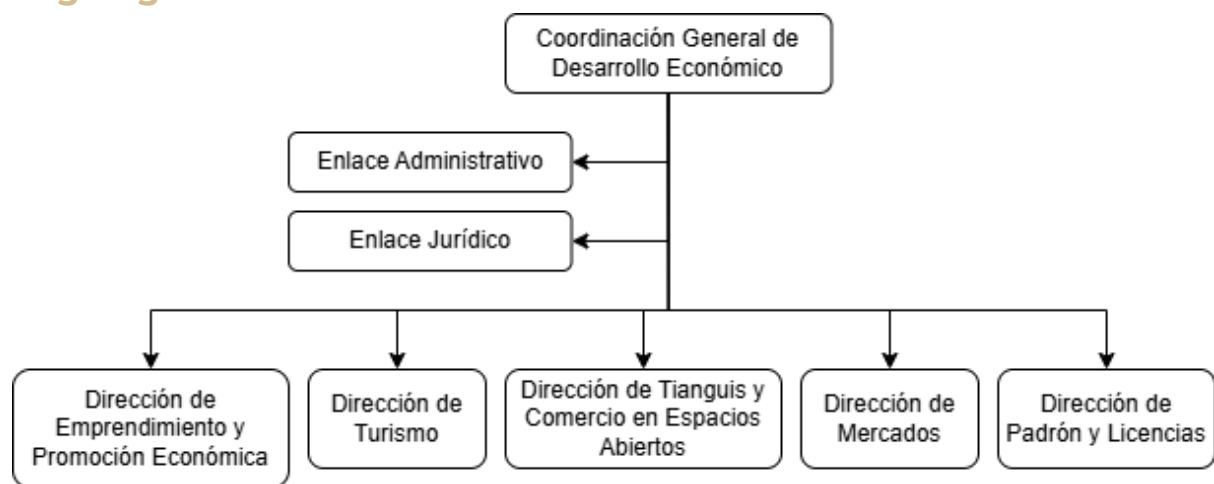 Coordinación General de
Desarrollo Económico
Enlace Administrativo
Enlace Jurídico
Dirección de
Emprendimiento y
Promoción Económica
Dirección de
Turismo
Dirección de Tianguis y
Comercio en Espacios
Abiertos
Dirección de
Mercados
Dirección de
Padrón y Licencias